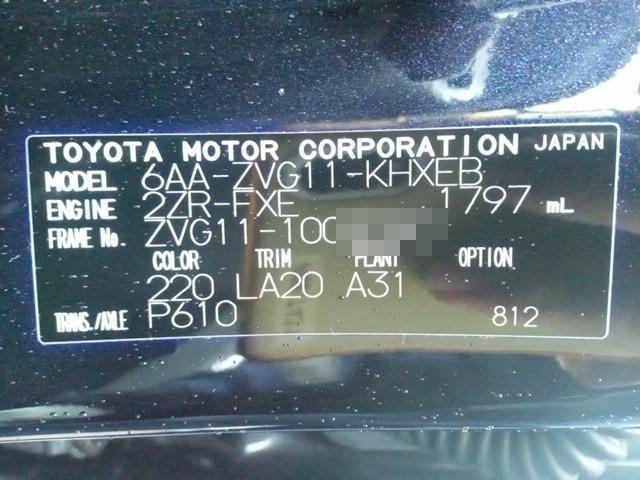 TOYOTA MOTOR CORPORATION JAPAN
MODEL 6AA-ZVG11-KHXEB
ENGINE 2ZR-FXE 1797 mL
FRAME No. ZVG11-100
COLOR TRIM PLANT OPTION
220 LA20 A31
TRANS./AXLE P610 812